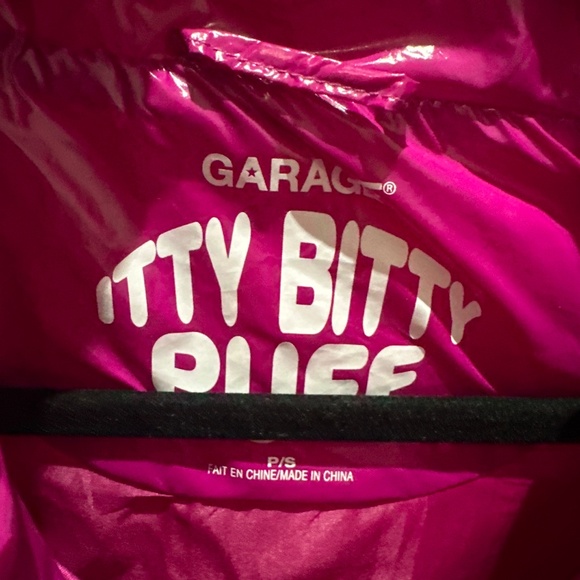 GARAGE®
ITTY BITTY
PUFF
P/S
FAIT EN CHINE/MADE IN CHINA